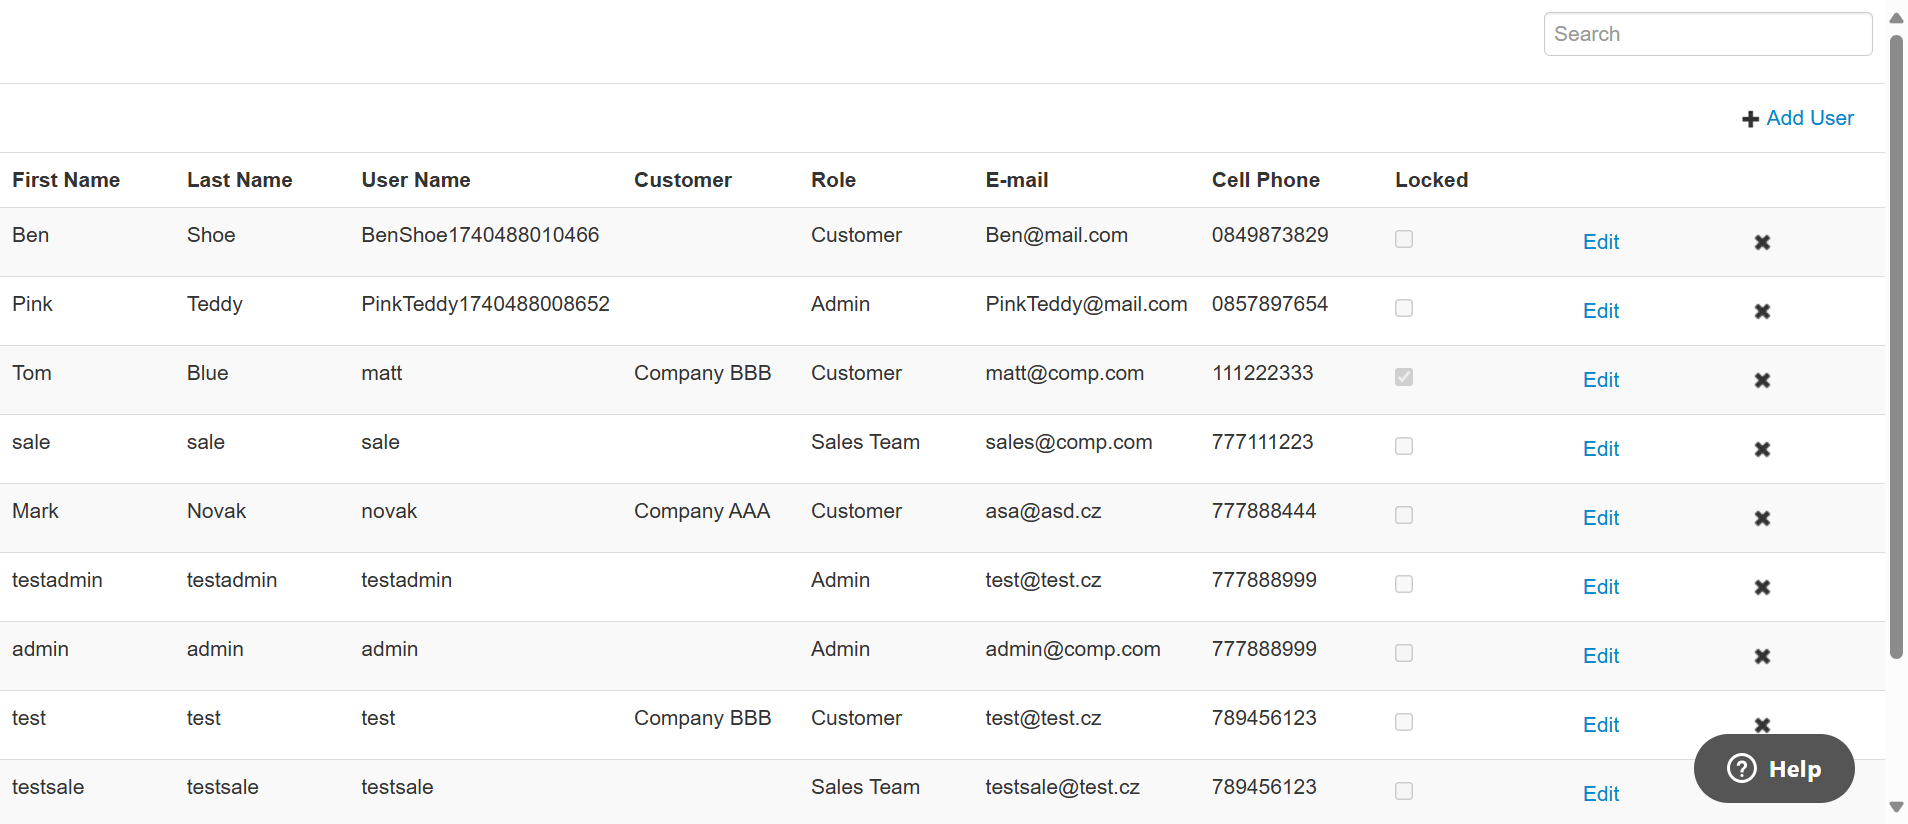 Search
Add User
First Name Last Name User Name Customer Role E-mail Cell Phone Locked
Ben Shoe BenShoe1740488010466 Customer Ben@mail.com 0849873829 Edit
Pink Teddy PinkTeddy1740488008652 Admin PinkTeddy@mail.com 0857897654 Edit
Tom Blue matt Company BBB Customer matt@comp.com 111222333 Edit
sale sale sale Sales Team sales@comp.com 777111223 Edit
Mark Novak novak Company AAA Customer asa@asd.cz 777888444 Edit
testadmin testadmin testadmin Admin test@test.cz 777888999 Edit
admin admin admin Admin admin@comp.com 777888999 Edit
test test test Company BBB Customer test@test.cz 789456123 Edit
testsale testsale testsale Sales Team testsale@test.cz 789456123 Edit
Help